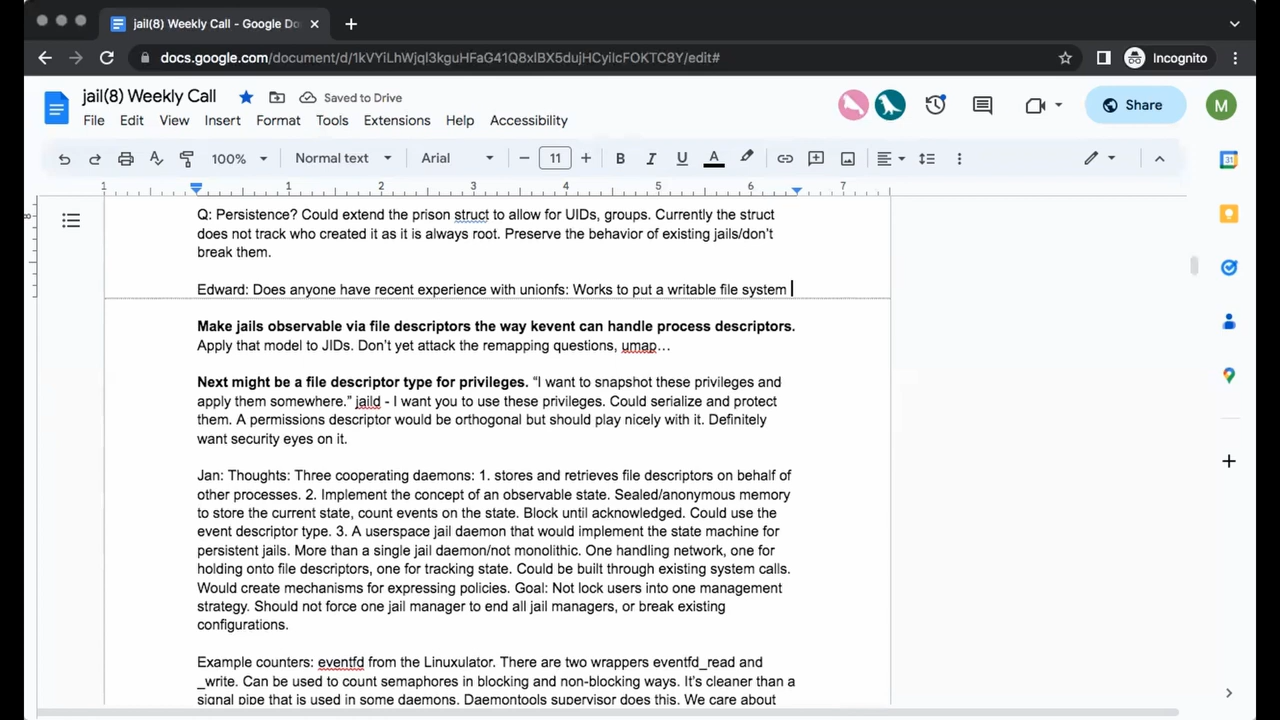 jail(8) Weekly Call - Google Do
docs.google.com/document/d/1kVYiLhWjql3kguHFaG41Q8xlBX5dujHCyiIcFOKTC8Y/edit#
Incognito
jail(8) Weekly Call
Saved to Drive
File Edit View Insert Format Tools Extensions Help Accessibility
Share
M
100% Normal text Arial 11 B I U A
31
1 1 2 3 4 5 6 7
Q: Persistence? Could extend the prison struct to allow for UIDs, groups. Currently the struct
does not track who created it as it is always root. Preserve the behavior of existing jails/don’t
break them.
Edward: Does anyone have recent experience with unionfs: Works to put a writable file system
Make jails observable via file descriptors the way kevent can handle process descriptors.
Apply that model to JIDs. Don’t yet attack the remapping questions, umap…
Next might be a file descriptor type for privileges. “I want to snapshot these privileges and
apply them somewhere.” jaild - I want you to use these privileges. Could serialize and protect
them. A permissions descriptor would be orthogonal but should play nicely with it. Definitely
want security eyes on it.
Jan: Thoughts: Three cooperating daemons: 1. stores and retrieves file descriptors on behalf of
other processes. 2. Implement the concept of an observable state. Sealed/anonymous memory
to store the current state, count events on the state. Block until acknowledged. Could use the
event descriptor type. 3. A userspace jail daemon that would implement the state machine for
persistent jails. More than a single jail daemon/not monolithic. One handling network, one for
holding onto file descriptors, one for tracking state. Could be built through existing system calls.
Would create mechanisms for expressing policies. Goal: Not lock users into one management
strategy. Should not force one jail manager to end all jail managers, or break existing
configurations.
Example counters: eventfd from the Linuxulator. There are two wrappers eventfd_read and
_write. Can be used to count semaphores in blocking and non-blocking ways. It’s cleaner than a
signal pipe that is used in some daemons. Daemontools supervisor does this. We care about